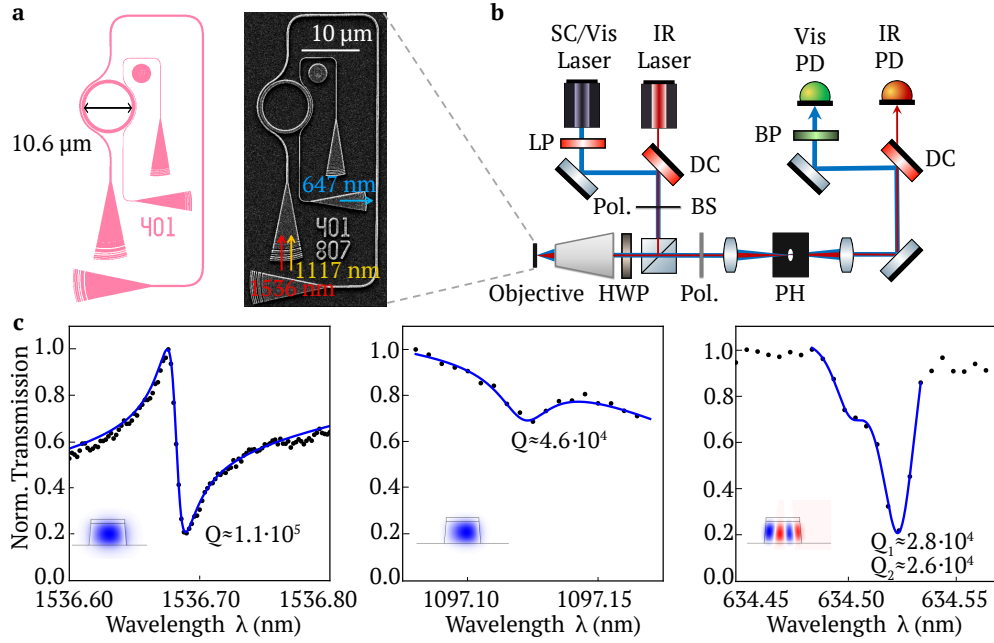 a
10.6 μm
401
10 μm
647 nm
401
807
1117 nm
1536 nm
b
SC/Vis
Laser
IR
Laser
LP
DC
Pol.
BS
Objective
HWP
Pol.
PH
Vis
PD
IR
PD
BP
DC
c
Norm. Transmission
1.0
0.8
0.6
0.4
0.2
0.0
Q≈1.1·10⁵
1536.60
1536.70
1536.80
Wavelength λ (nm)
1.0
0.8
0.6
0.4
0.2
0.0
Q≈4.6·10⁴
1097.10
1097.15
Wavelength λ (nm)
1.0
0.8
0.6
0.4
0.2
0.0
Q₁≈2.8·10⁴
Q₂≈2.6·10⁴
634.45
634.50
634.55
Wavelength λ (nm)